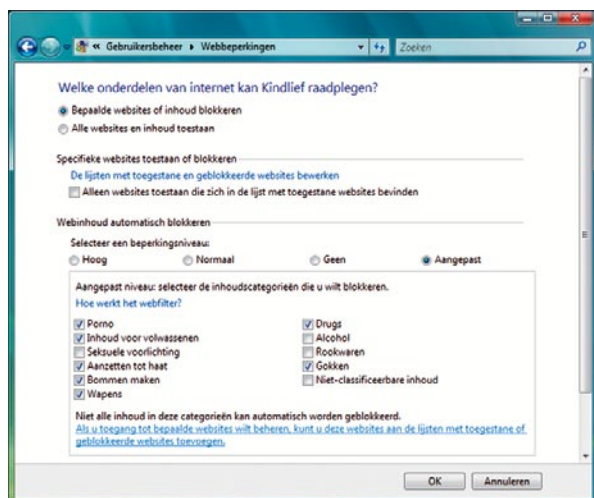 « Gebruikersbeheer ▸ Webbeperkingen
Zoeken
Welke onderdelen van internet kan Kindlief raadplegen?
Bepaalde websites of inhoud blokkeren
Alle websites en inhoud toestaan
Specifieke websites toestaan of blokkeren
De lijsten met toegestane en geblokkeerde websites bewerken
Alleen websites toestaan die zich in de lijst met toegestane websites bevinden
Webinhoud automatisch blokkeren
Selecteer een beperkingsniveau:
Hoog Normaal Geen Aangepast
Aangepast niveau: selecteer de inhoudscategorieën die u wilt blokkeren.
Hoe werkt het webfilter?
Porno Drugs
Inhoud voor volwassenen Alcohol
Seksuele voorlichting Rookwaren
Aanzetten tot haat Gokken
Bommen maken Niet-classificeerbare inhoud
Wapens
Niet alle inhoud in deze categorieën kan automatisch worden geblokkeerd.
Als u toegang tot bepaalde websites wilt beheren, kunt u deze websites aan de lijsten met toegestane of
geblokkeerde websites toevoegen.
OK Annuleren